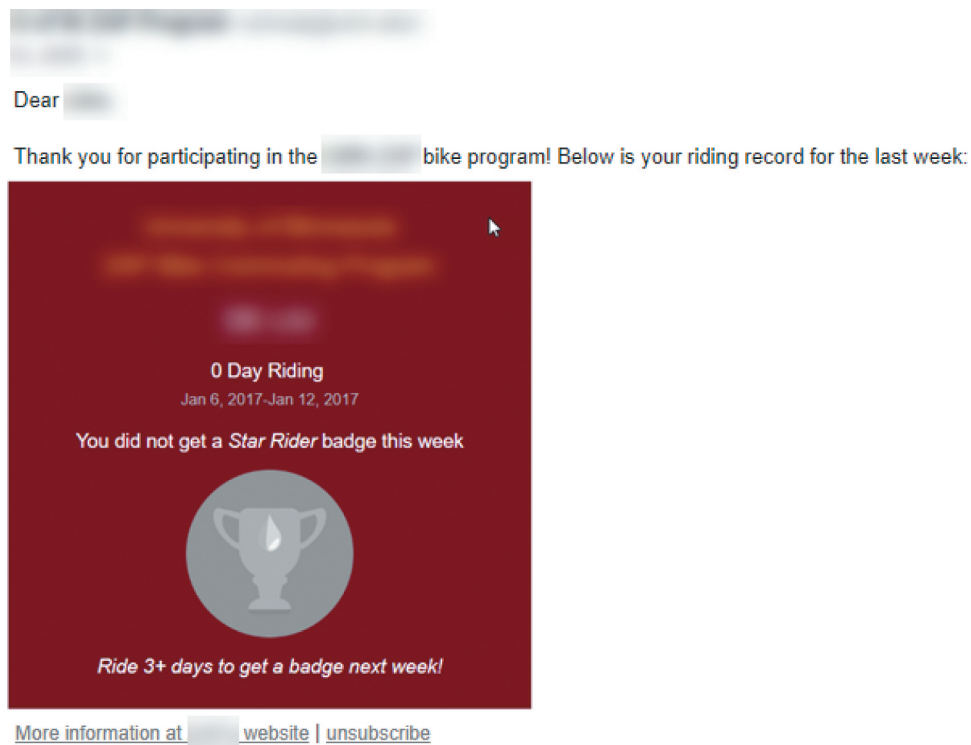 Dear
Thank you for participating in the bike program! Below is your riding record for the last week:
0 Day Riding
Jan 6, 2017-Jan 12, 2017
You did not get a Star Rider badge this week
Ride 3+ days to get a badge next week!
More information at website | unsubscribe